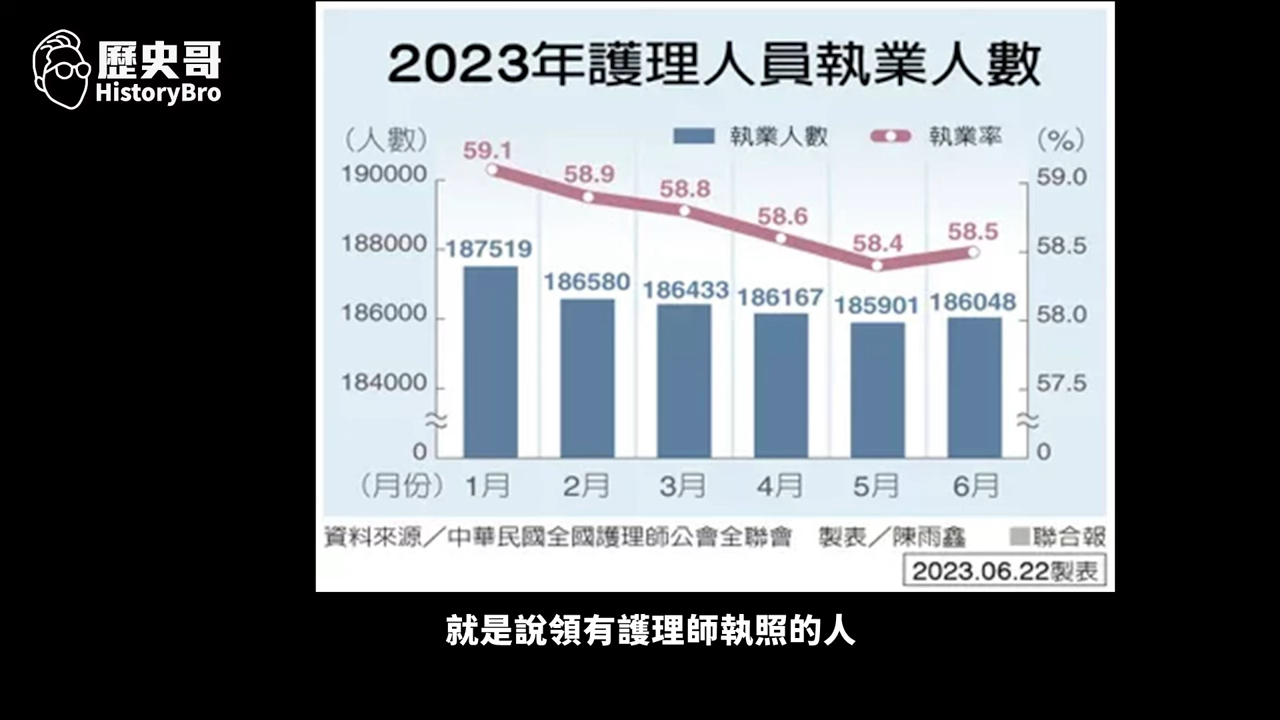 歷史哥
HistoryBro
2023年護理人員執業人數
（人數） 執業人數 執業率 （%）
59.1 58.9 58.8 58.6 58.4 58.5
190000 59.0
188000 58.5
186000 58.0
184000 57.5
0 0
187519 186580 186433 186167 185901 186048
（月份） 1月 2月 3月 4月 5月 6月
資料來源／中華民國全國護理師公會全聯會 製表／陳雨鑫 聯合報
2023.06.22製表
就是說領有護理師執照的人